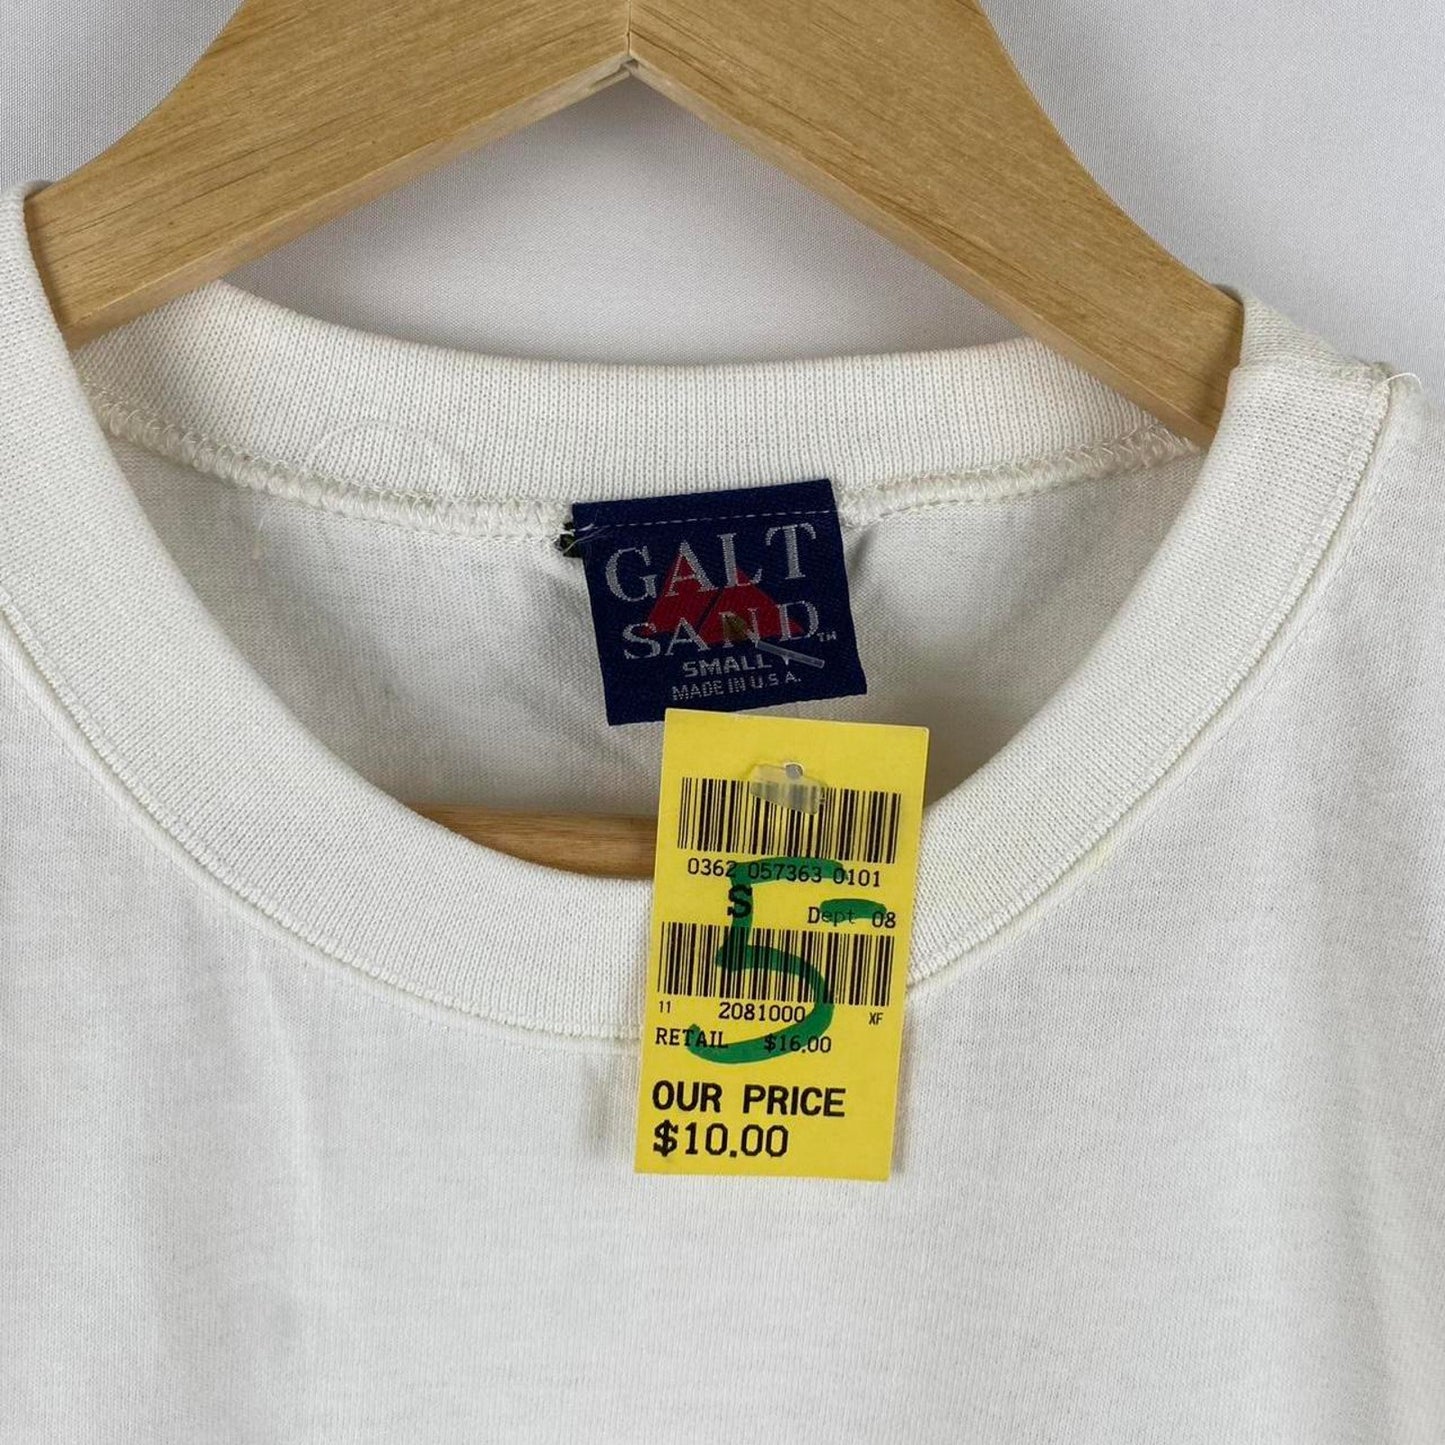 GALT
SAND™
SMALL
MADE IN U.S.A.
0362 057363 0101
S
Dept 08
5-
11 2081000 XF
RETAIL $16.00
OUR PRICE
$10.00